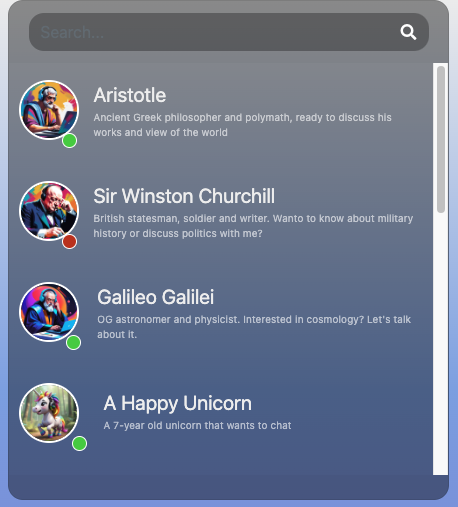 Search...
Aristotle
Ancient Greek philosopher and polymath, ready to discuss his
works and view of the world
Sir Winston Churchill
British statesman, soldier and writer. Wanto to know about military
history or discuss politics with me?
Galileo Galilei
OG astronomer and physicist. Interested in cosmology? Let's talk
about it.
A Happy Unicorn
A 7-year old unicorn that wants to chat